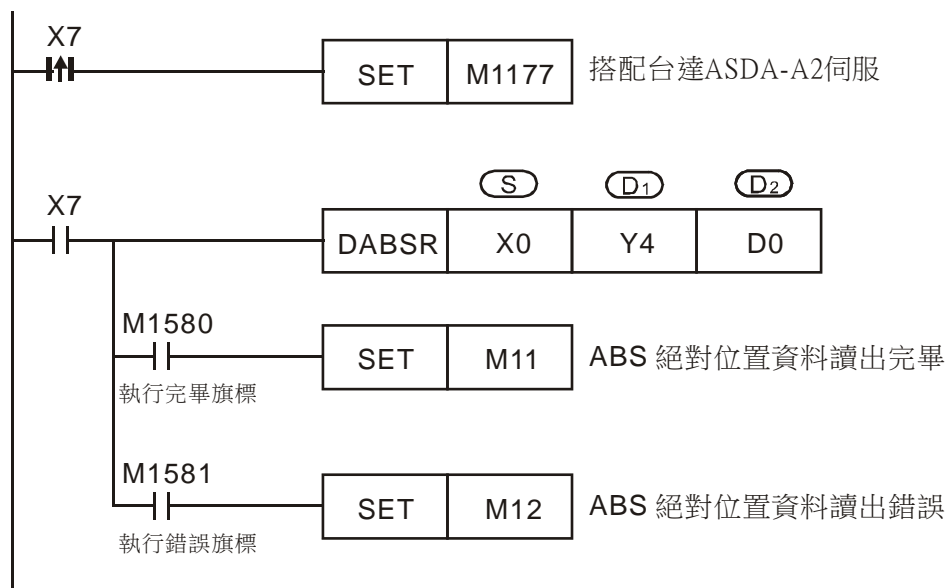 X7
SET M1177 搭配台達ASDA-A2伺服
S D1 D2
X7
DABSR X0 Y4 D0
M1580
SET M11 ABS 絕對位置資料讀出完畢
執行完畢旗標
M1581
SET M12 ABS 絕對位置資料讀出錯誤
執行錯誤旗標